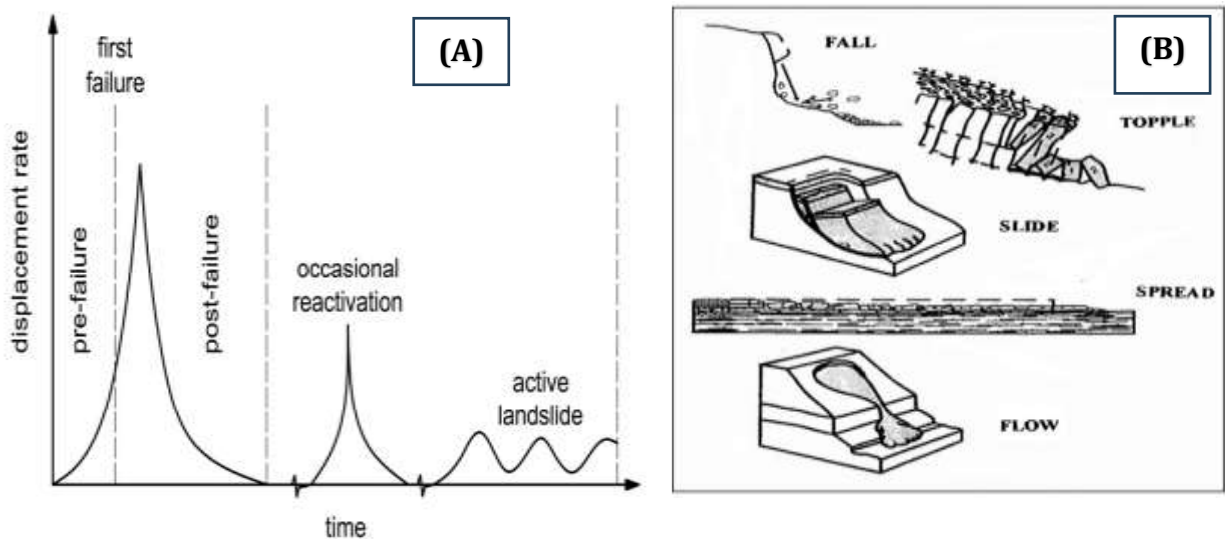 (A)
first
failure
displacement rate
pre-failure
post-failure
occasional
reactivation
active
landslide
time
(B)
FALL
TOPPLE
SLIDE
SPREAD
FLOW